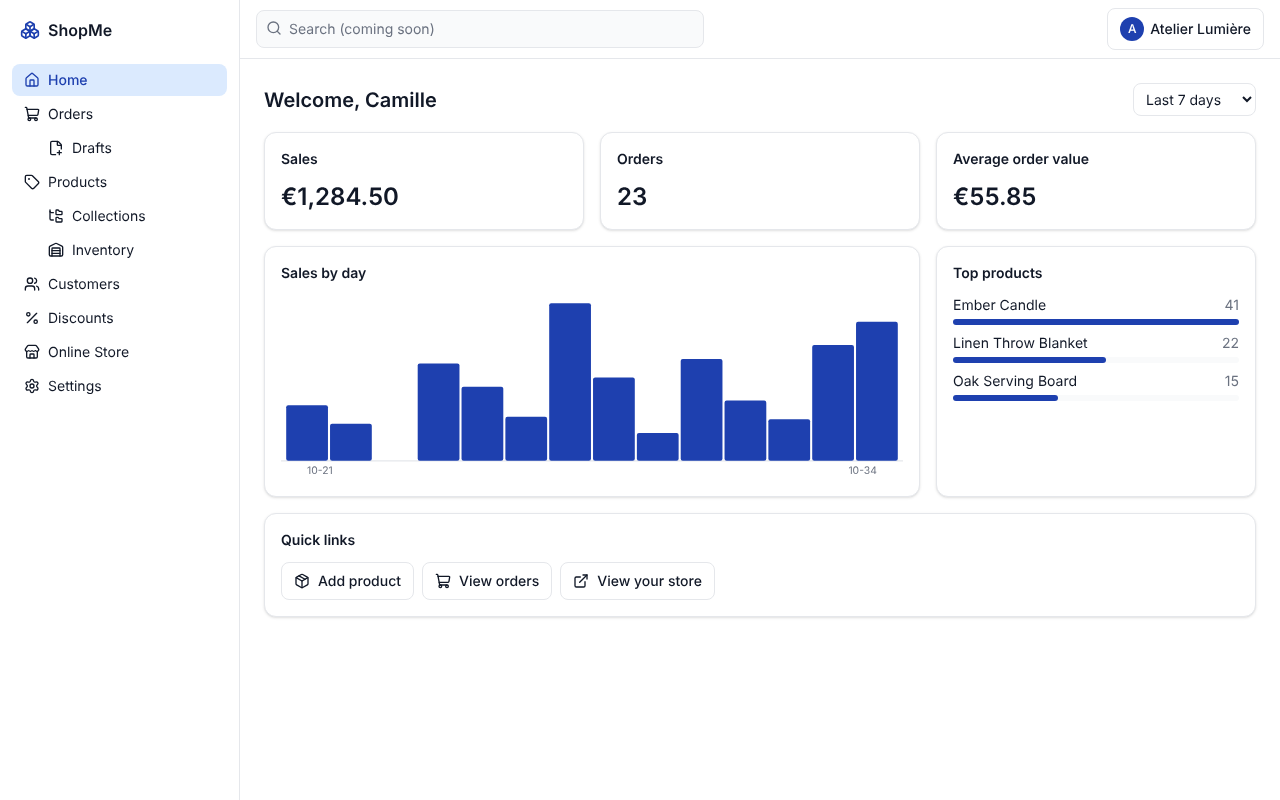 ShopMe
Search (coming soon)
A
Atelier Lumière
Home
Orders
Drafts
Products
Collections
Inventory
Customers
Discounts
Online Store
Settings
Welcome, Camille
Last 7 days
Sales
€1,284.50
Orders
23
Average order value
€55.85
Sales by day
10-21
10-34
Top products
Ember Candle 41
Linen Throw Blanket 22
Oak Serving Board 15
Quick links
Add product
View orders
View your store